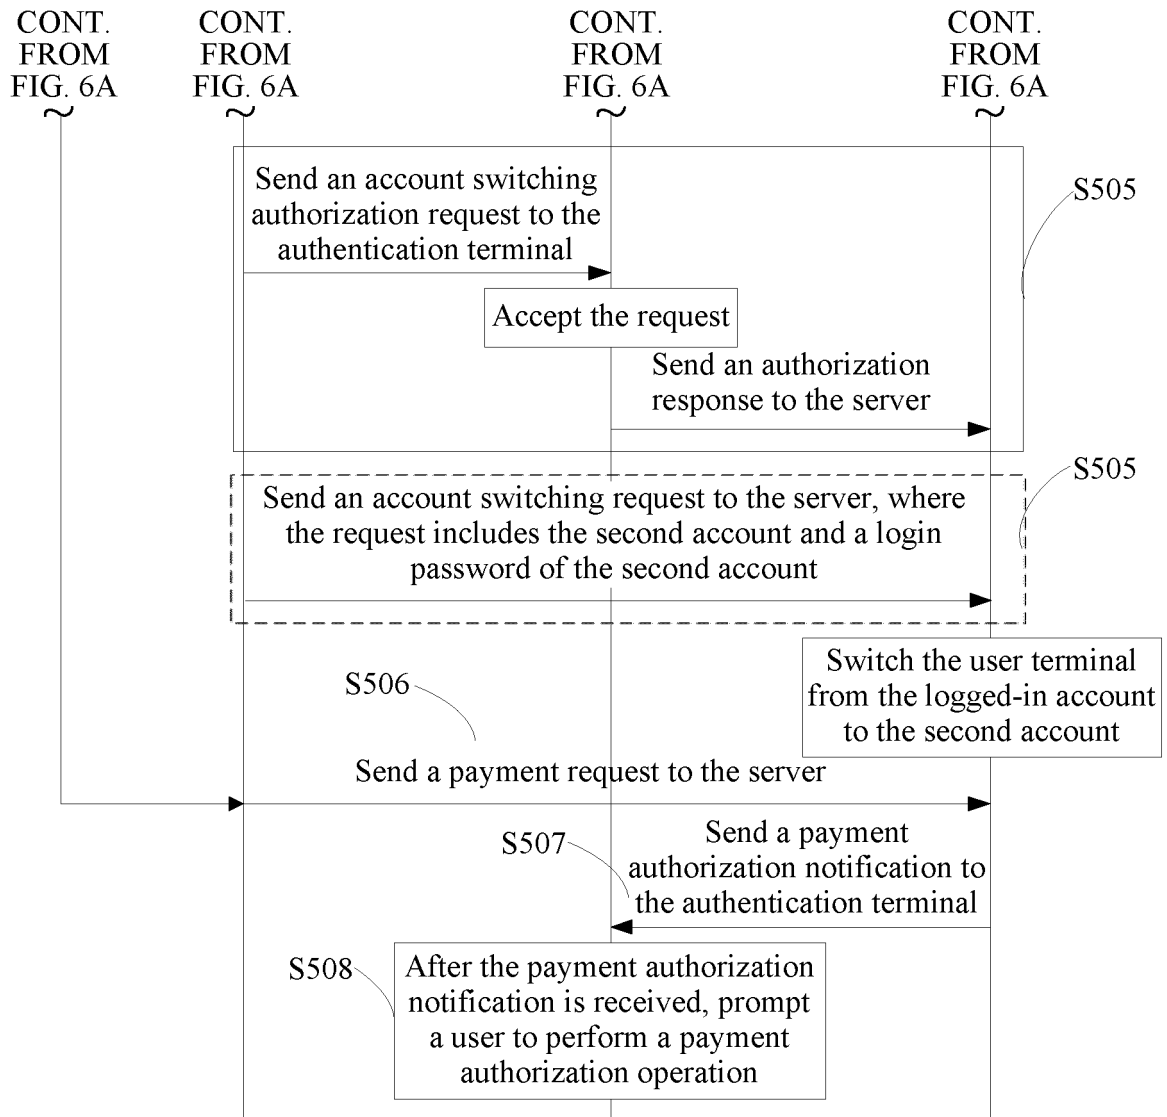 CONT.
FROM
FIG. 6A
CONT.
FROM
FIG. 6A
CONT.
FROM
FIG. 6A
CONT.
FROM
FIG. 6A
Send an account switching
authorization request to the
authentication terminal
S505
Accept the request
Send an authorization
response to the server
S505
Send an account switching request to the server, where
the request includes the second account and a login
password of the second account
Switch the user terminal
from the logged-in account
to the second account
S506
Send a payment request to the server
S507
Send a payment
authorization notification to
the authentication terminal
S508
After the payment authorization
notification is received, prompt
a user to perform a payment
authorization operation